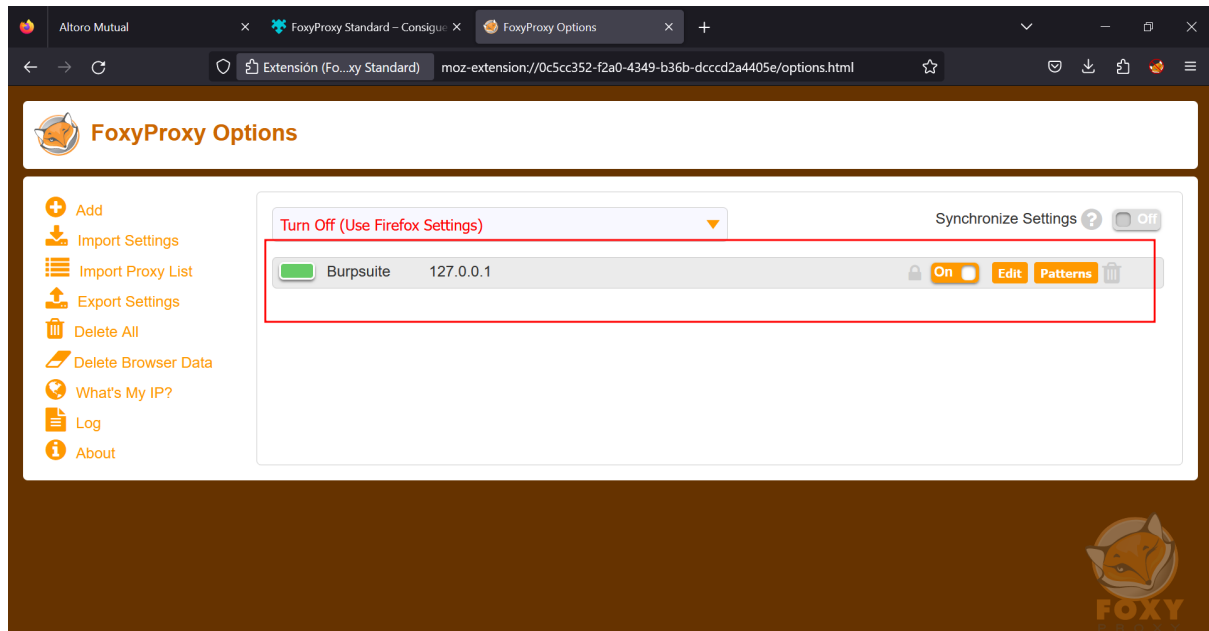 Altoro Mutual
FoxyProxy Standard – Consigue
FoxyProxy Options
Extensión (Fo...xy Standard) moz-extension://0c5cc352-f2a0-4349-b36b-dcccd2a4405e/options.html
FoxyProxy Options
Add
Import Settings
Import Proxy List
Export Settings
Delete All
Delete Browser Data
What's My IP?
Log
About
Turn Off (Use Firefox Settings)
Synchronize Settings ? Off
Burpsuite 127.0.0.1 On Edit Patterns
FOXY
PROXY